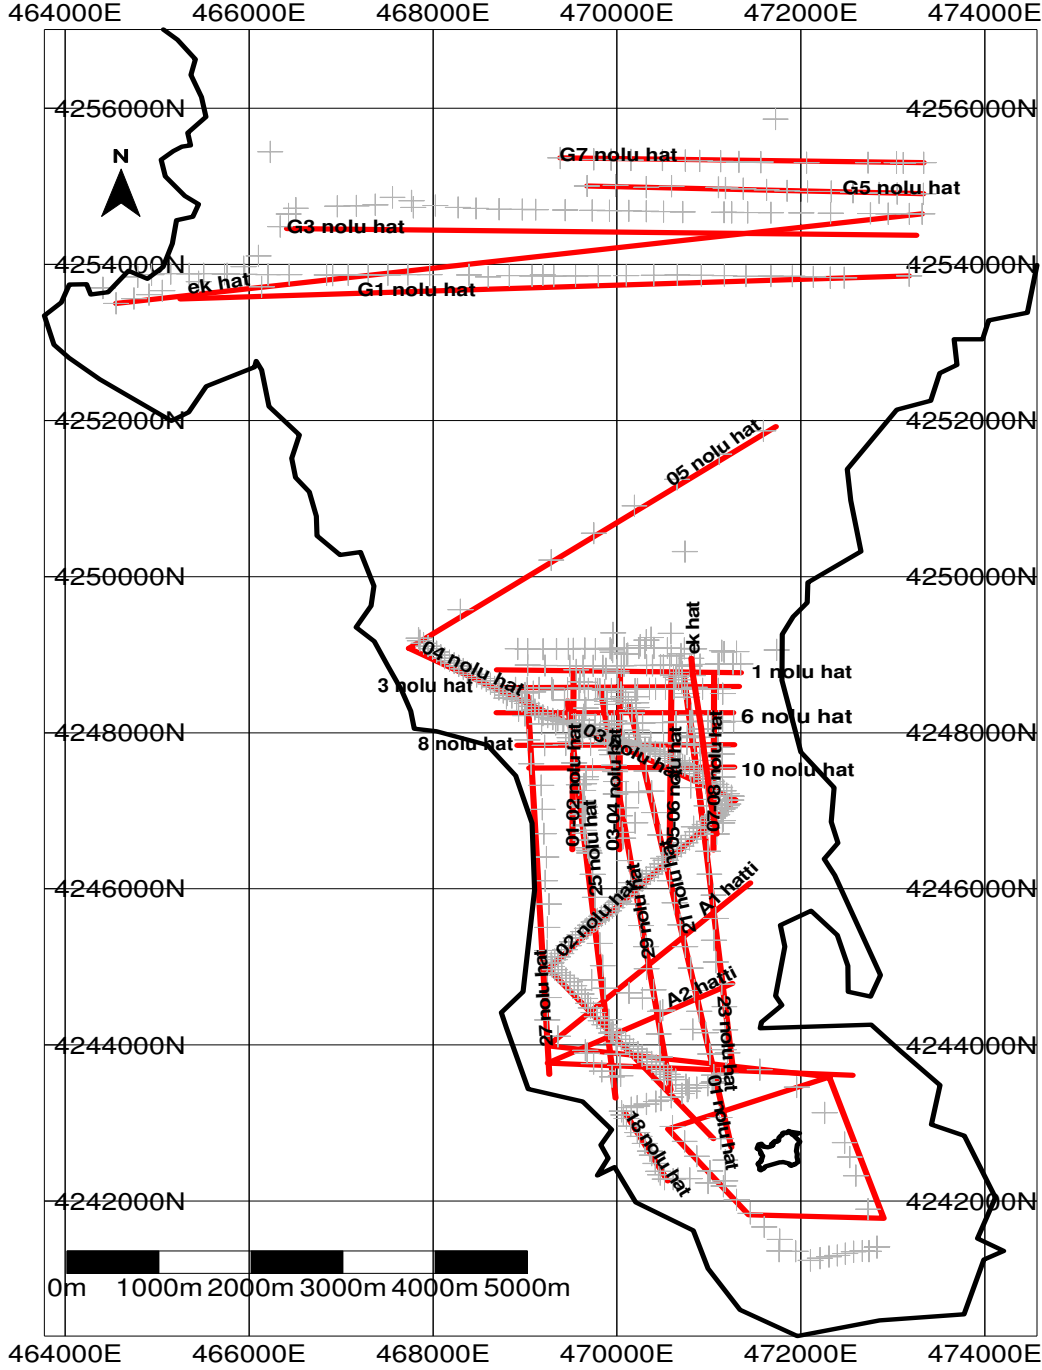 464000E 466000E 468000E 470000E 472000E 474000E
4256000N 4256000N
N
G7 nolu hat
G5 nolu hat
G3 nolu hat
4254000N 4254000N
ek hat
G1 nolu hat
4252000N 4252000N
05 nolu hat
4250000N 4250000N
ek hat
04 nolu hat
1 nolu hat
3 nolu hat
6 nolu hat
4248000N 4248000N
03 nolu hat
8 nolu hat
10 nolu hat
01-02 nolu hat
03-04 nolu hat
05-06 nolu hat
07-08 nolu hat
25 nolu hat
4246000N 4246000N
A1 hatti
02 nolu hat
29 nolu hat
21 nolu hat
A2 hatti
27 nolu hat
23 nolu hat
4244000N 4244000N
01 nolu hat
18 nolu hat
4242000N 4242000N
0m 1000m 2000m 3000m 4000m 5000m
464000E 466000E 468000E 470000E 472000E 474000E